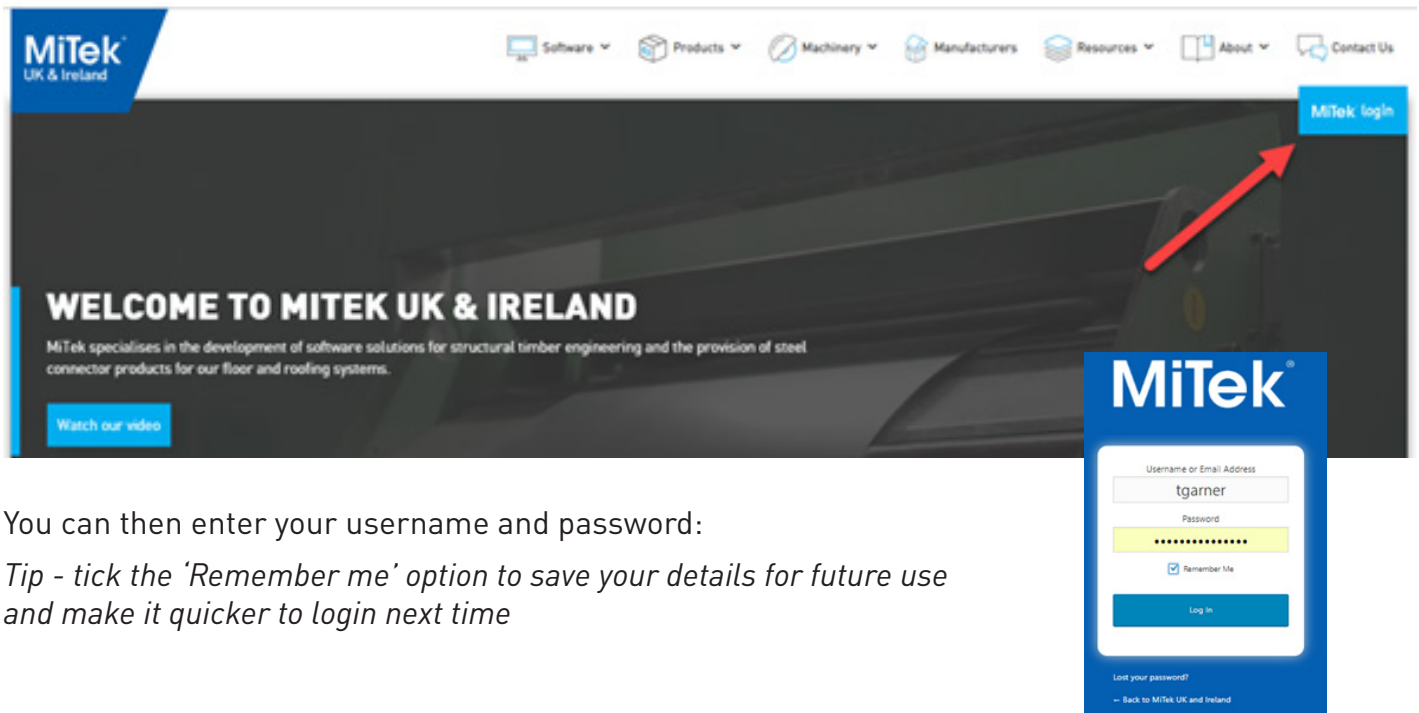 MiTek
UK & Ireland
Software
Products
Machinery
Manufacturers
Resources
About
Contact Us
MiTek login
WELCOME TO MITEK UK & IRELAND
MiTek specialises in the development of software solutions for structural timber engineering and the provision of steel
connector products for our floor and roofing systems.
Watch our video
MiTek®
Username or Email Address
tgarner
Password
•••••••••••••••
Remember Me
Log In
Lost your password?
← Back to MiTek UK and Ireland
You can then enter your username and password:
Tip - tick the ‘Remember me’ option to save your details for future use
and make it quicker to login next time